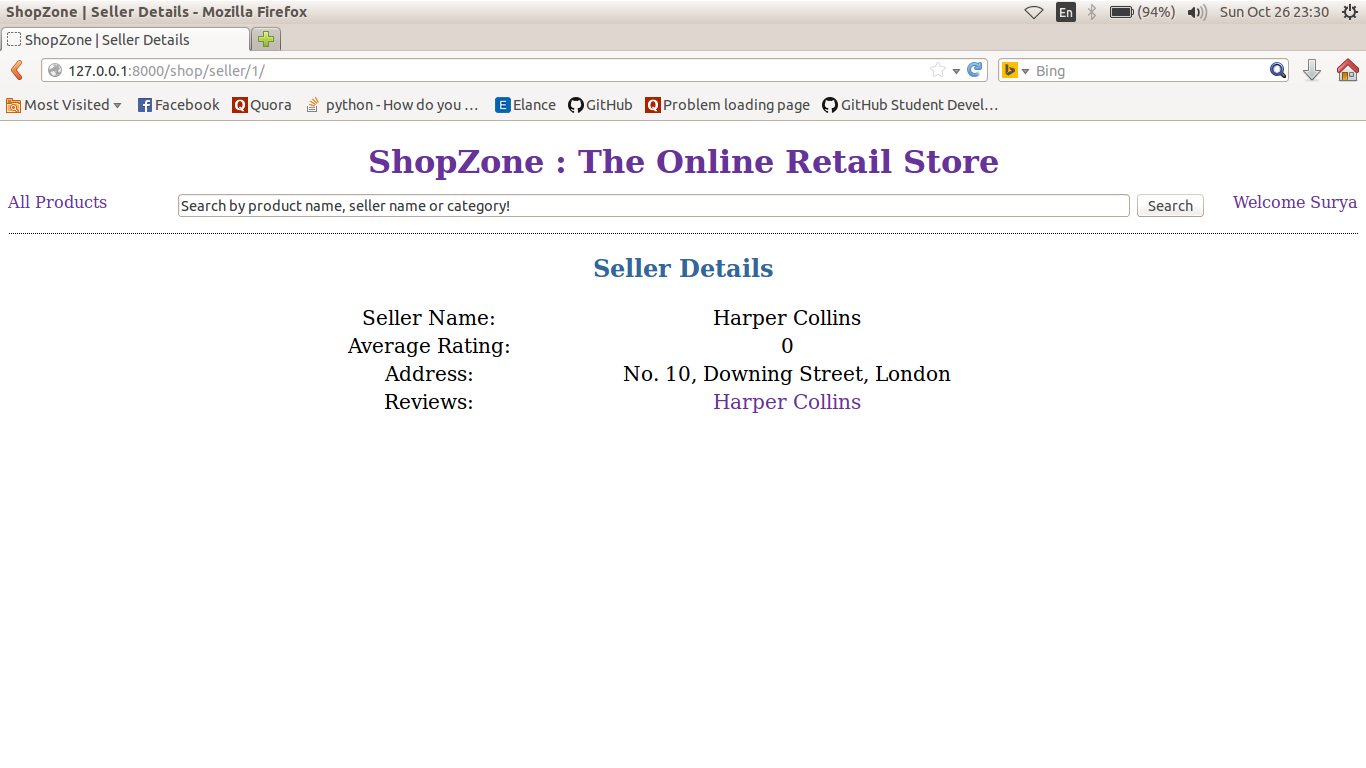 ShopZone | Seller Details - Mozilla Firefox En (94%) Sun Oct 26 23:30
ShopZone | Seller Details
127.0.0.1:8000/shop/seller/1/ Bing
Most Visited Facebook Quora python - How do you ... E Elance GitHub Problem loading page GitHub Student Devel...
ShopZone : The Online Retail Store
All Products Search by product name, seller name or category! Search Welcome Surya
Seller Details
Seller Name: Harper Collins
Average Rating: 0
Address: No. 10, Downing Street, London
Reviews: Harper Collins